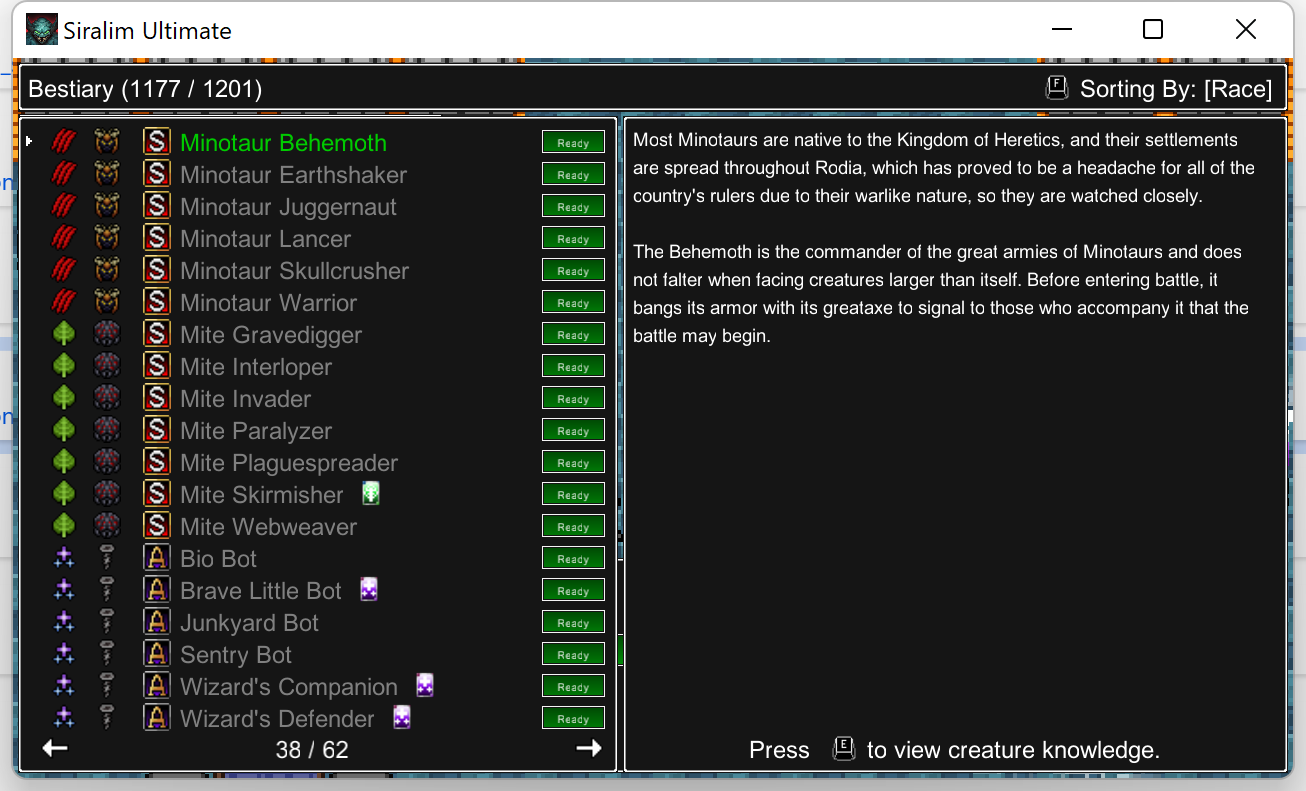 Siralim Ultimate
Bestiary (1177 / 1201)
F Sorting By: [Race]
S Minotaur Behemoth Ready
S Minotaur Earthshaker Ready
S Minotaur Juggernaut Ready
S Minotaur Lancer Ready
S Minotaur Skullcrusher Ready
S Minotaur Warrior Ready
S Mite Gravedigger Ready
S Mite Interloper Ready
S Mite Invader Ready
S Mite Paralyzer Ready
S Mite Plaguespreader Ready
S Mite Skirmisher Ready
S Mite Webweaver Ready
A Bio Bot Ready
A Brave Little Bot Ready
A Junkyard Bot Ready
A Sentry Bot Ready
A Wizard's Companion Ready
A Wizard's Defender Ready
38 / 62
Most Minotaurs are native to the Kingdom of Heretics, and their settlements
are spread throughout Rodia, which has proved to be a headache for all of the
country's rulers due to their warlike nature, so they are watched closely.
The Behemoth is the commander of the great armies of Minotaurs and does
not falter when facing creatures larger than itself. Before entering battle, it
bangs its armor with its greataxe to signal to those who accompany it that the
battle may begin.
Press E to view creature knowledge.